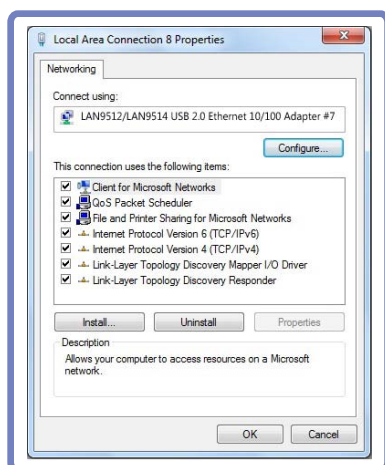 Local Area Connection 8 Properties
Networking
Connect using:
LAN9512/LAN9514 USB 2.0 Ethernet 10/100 Adapter #7
Configure...
This connection uses the following items:
Client for Microsoft Networks
QoS Packet Scheduler
File and Printer Sharing for Microsoft Networks
Internet Protocol Version 6 (TCP/IPv6)
Internet Protocol Version 4 (TCP/IPv4)
Link-Layer Topology Discovery Mapper I/O Driver
Link-Layer Topology Discovery Responder
Install... Uninstall Properties
Description
Allows your computer to access resources on a Microsoft
network.
OK Cancel